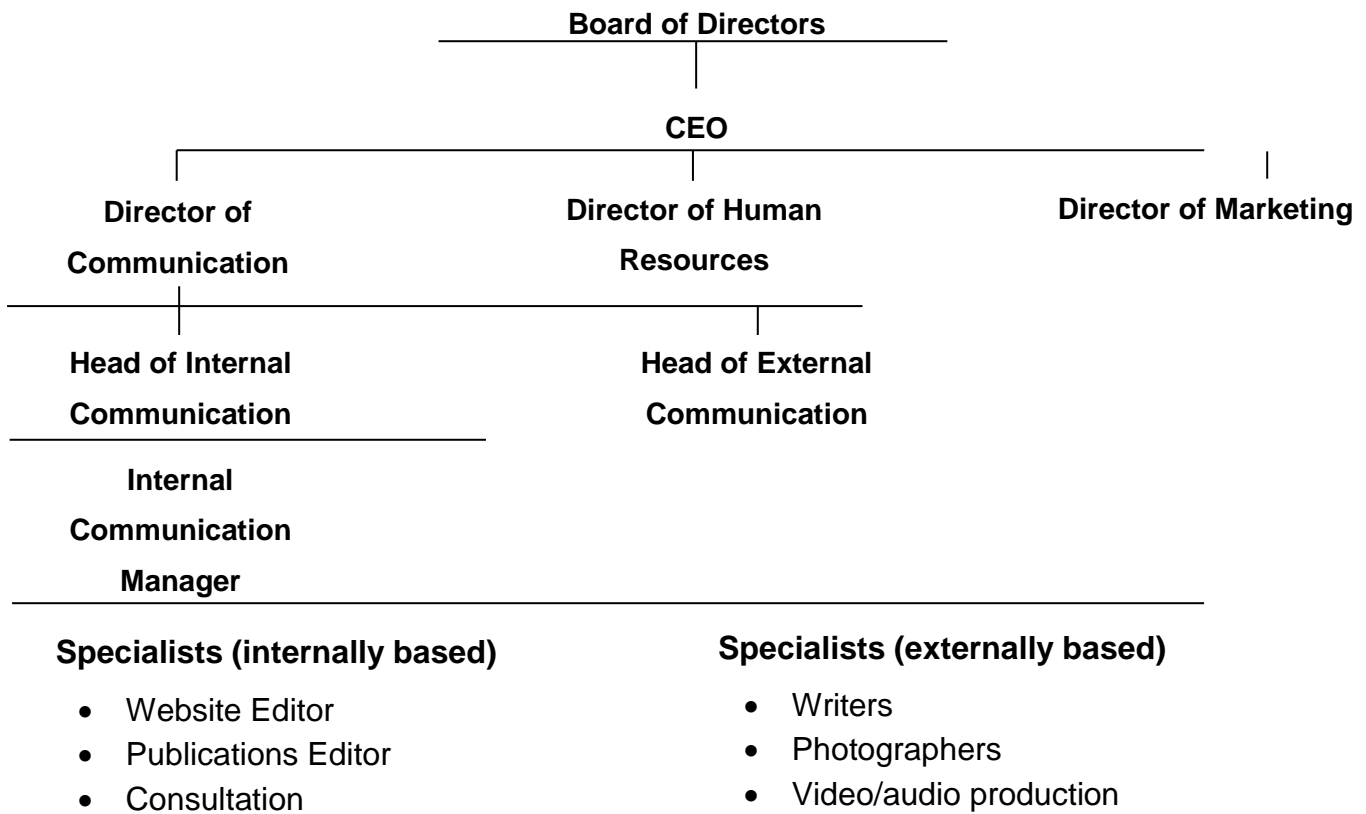 Board of Directors
CEO
Director of
Communication
Director of Human
Resources
Director of Marketing
Head of Internal
Communication
Head of External
Communication
Internal
Communication
Manager
Specialists (internally based)
• Website Editor
• Publications Editor
• Consultation
Specialists (externally based)
• Writers
• Photographers
• Video/audio production